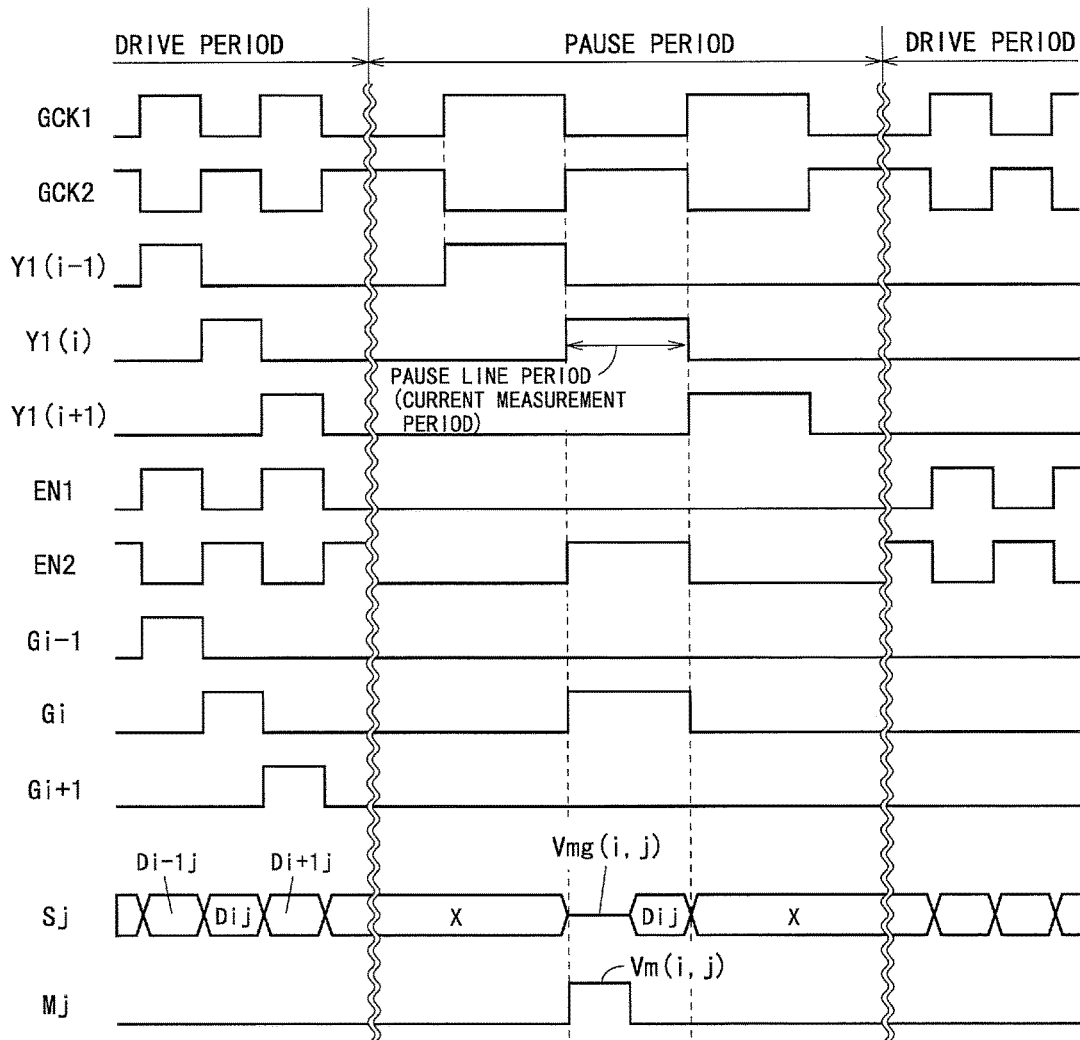 DRIVE PERIOD
PAUSE PERIOD
DRIVE PERIOD
GCK1
GCK2
Y1(i-1)
Y1(i)
PAUSE LINE PERIOD
(CURRENT MEASUREMENT
PERIOD)
Y1(i+1)
EN1
EN2
Gi-1
Gi
Gi+1
Di-1j
Di+1j
Vmg(i,j)
Sj
Dij
X
Dij
X
Vm(i,j)
Mj